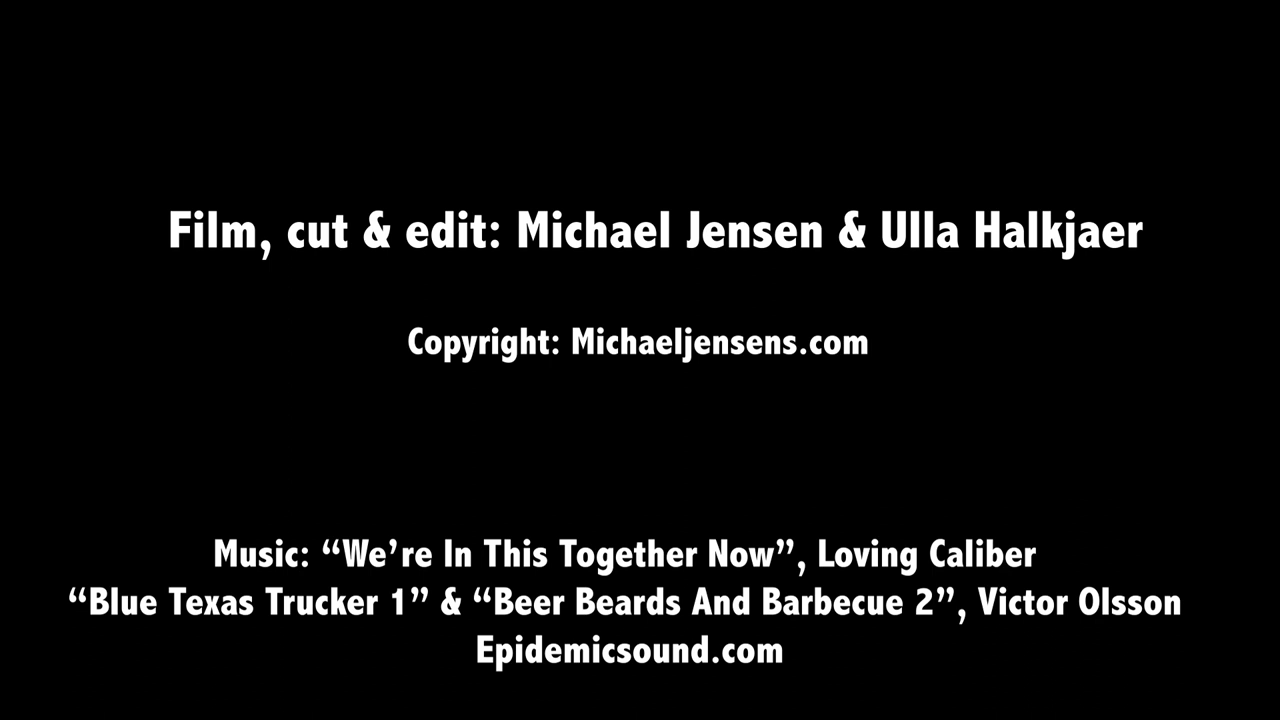 Film, cut & edit: Michael Jensen & Ulla Halkjaer
Copyright: Michaeljensens.com
Music: “We’re In This Together Now”, Loving Caliber
“Blue Texas Trucker 1” & “Beer Beards And Barbecue 2”, Victor Olsson
Epidemicsound.com